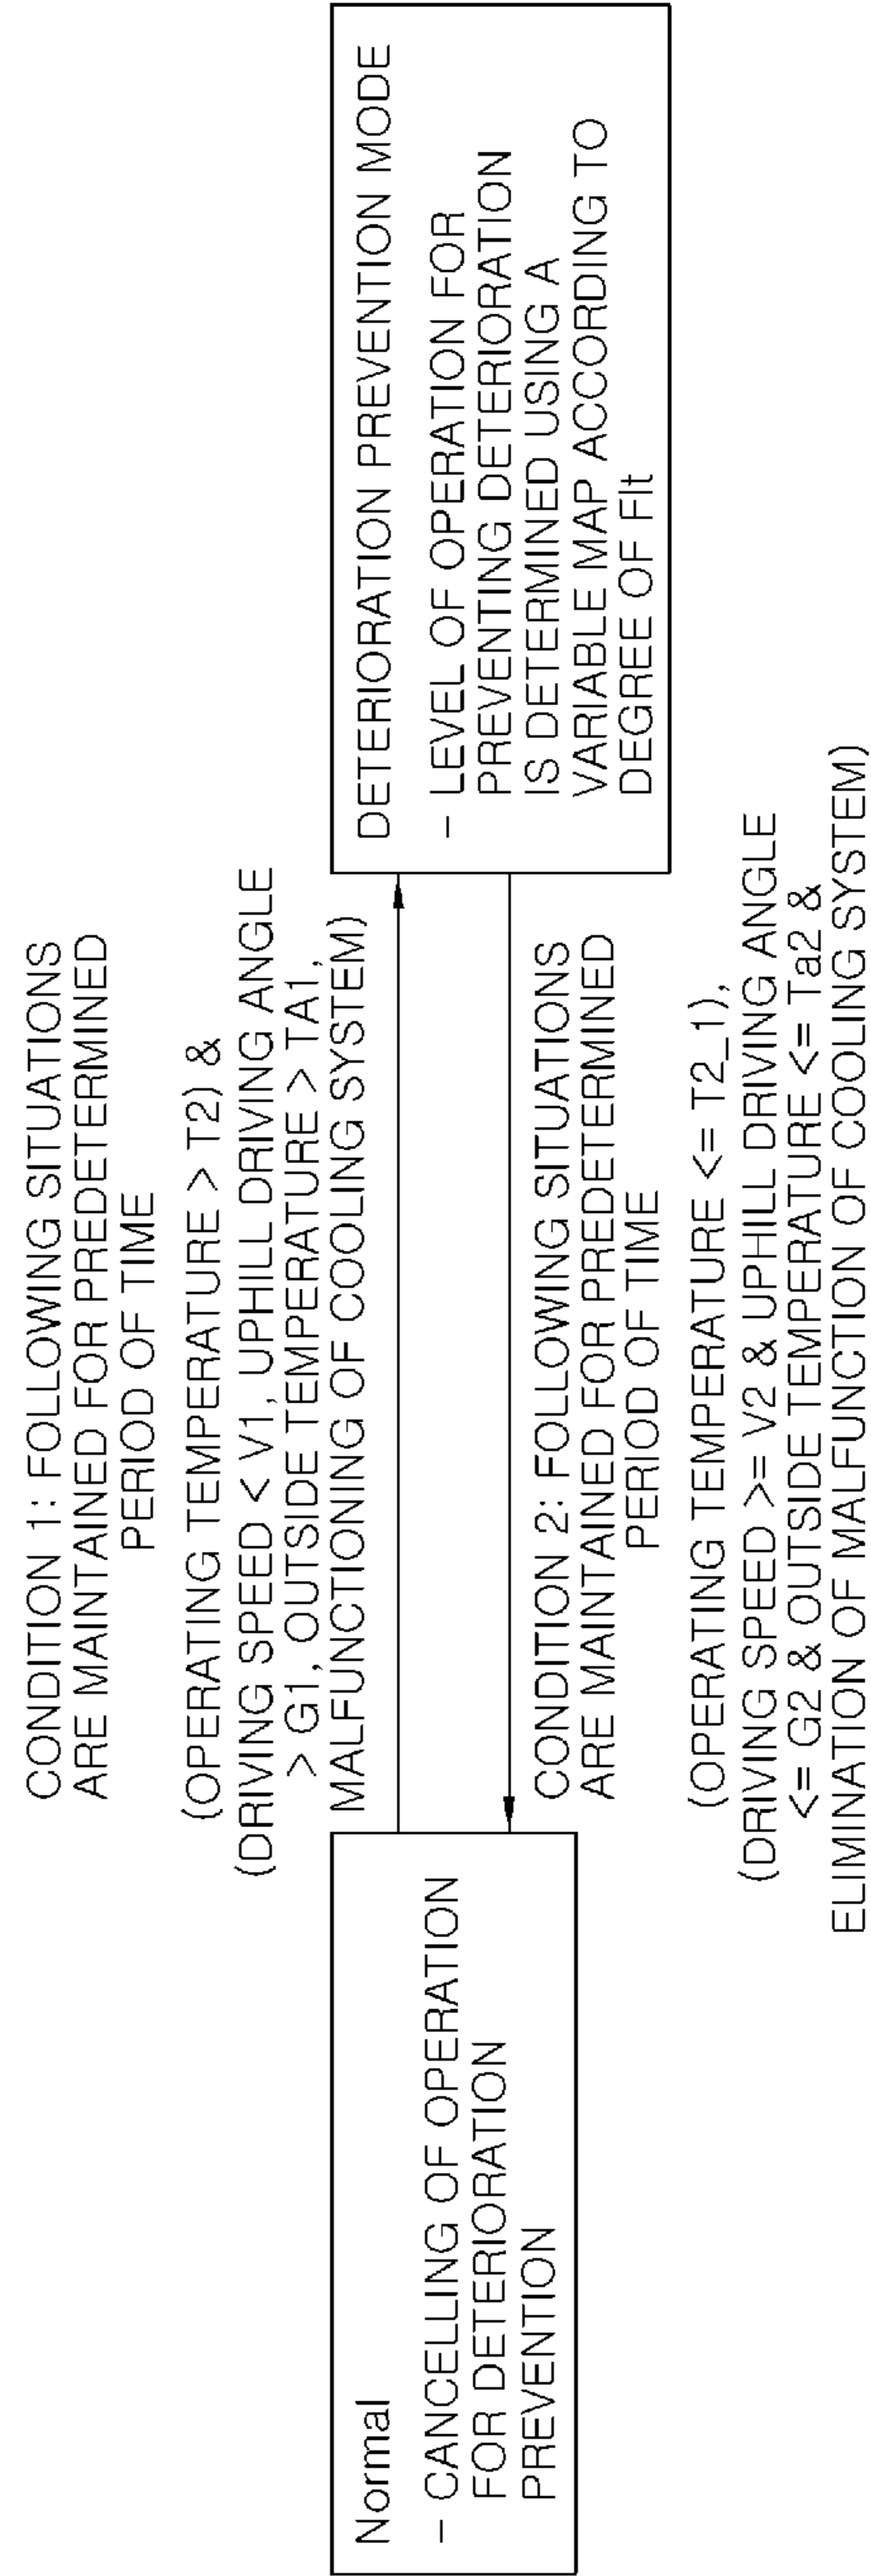 CONDITION 1: FOLLOWING SITUATIONS
ARE MAINTAINED FOR PREDETERMINED
PERIOD OF TIME
(OPERATING TEMPERATURE > T2) &
(DRIVING SPEED < V1, UPHILL DRIVING ANGLE
> G1, OUTSIDE TEMPERATURE > TA1,
MALFUNCTIONING OF COOLING SYSTEM)
Normal
- CANCELLING OF OPERATION
FOR DETERIORATION
PREVENTION
DETERIORATION PREVENTION MODE
- LEVEL OF OPERATION FOR
PREVENTING DETERIORATION
IS DETERMINED USING A
VARIABLE MAP ACCORDING TO
DEGREE OF Flt
CONDITION 2: FOLLOWING SITUATIONS
ARE MAINTAINED FOR PREDETERMINED
PERIOD OF TIME
(OPERATING TEMPERATURE <= T2_1),
(DRIVING SPEED >= V2 & UPHILL DRIVING ANGLE
<= G2 & OUTSIDE TEMPERATURE <= Ta2 &
ELIMINATION OF MALFUNCTION OF COOLING SYSTEM)